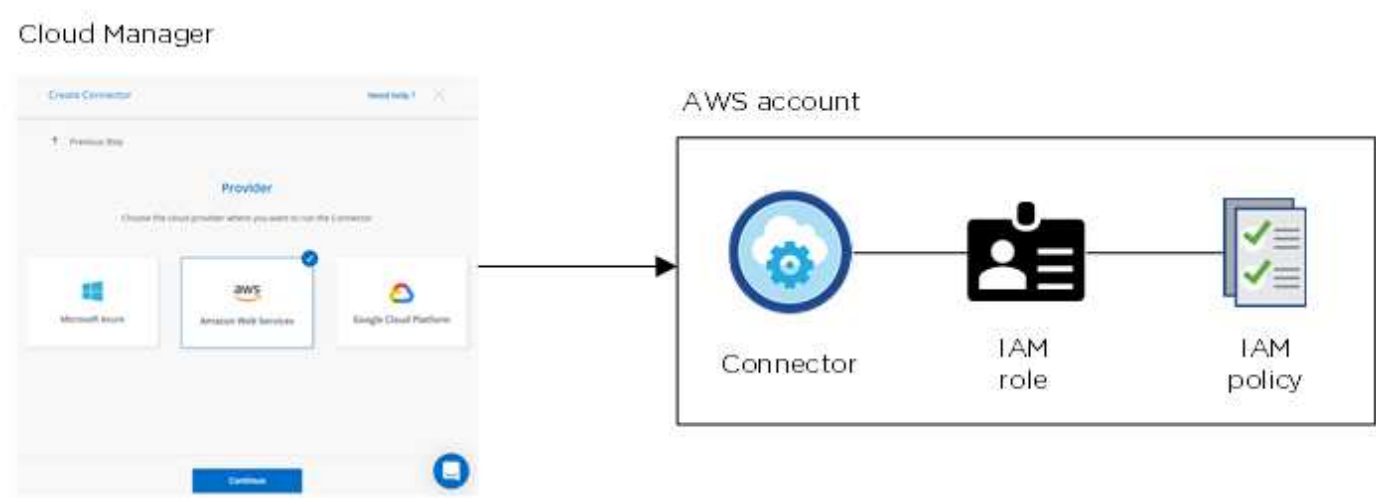 Cloud Manager
Create Connector
Need help?
Previous Step
Provider
Choose the cloud provider where you want to run the Connector
Microsoft Azure
aws
Amazon Web Services
Google Cloud Platform
Continue
AWS account
Connector
IAM
role
IAM
policy